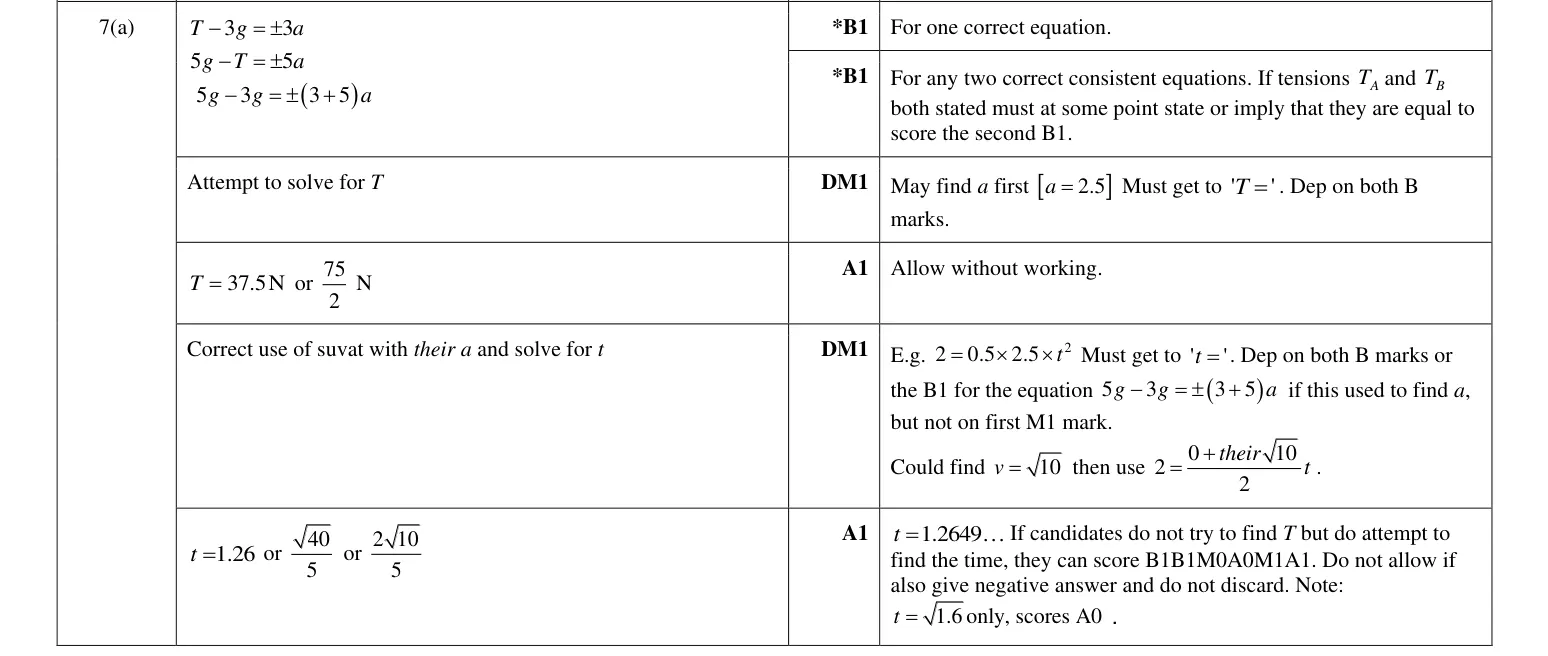 7(a)
T − 3g = ±3a
5g − T = ±5a
5g − 3g = ±(3 + 5)a
*B1
For one correct equation.
*B1
For any two correct consistent equations. If tensions T_A and T_B
both stated must at some point state or imply that they are equal to
score the second B1.
Attempt to solve for T
DM1
May find a first [a = 2.5] Must get to 'T ='. Dep on both B
marks.
T = 37.5 N or 75/2 N
A1
Allow without working.
Correct use of suvat with their a and solve for t
DM1
E.g. 2 = 0.5 × 2.5 × t² Must get to 't ='. Dep on both B marks or
the B1 for the equation 5g − 3g = ±(3 + 5)a if this used to find a,
but not on first M1 mark.
Could find v = √10 then use 2 = (0 + their√10)/2 t .
t = 1.26 or √40/5 or 2√10/5
A1
t = 1.2649… If candidates do not try to find T but do attempt to
find the time, they can score B1B1M0A0M1A1. Do not allow if
also give negative answer and do not discard. Note:
t = √1.6 only, scores A0 .